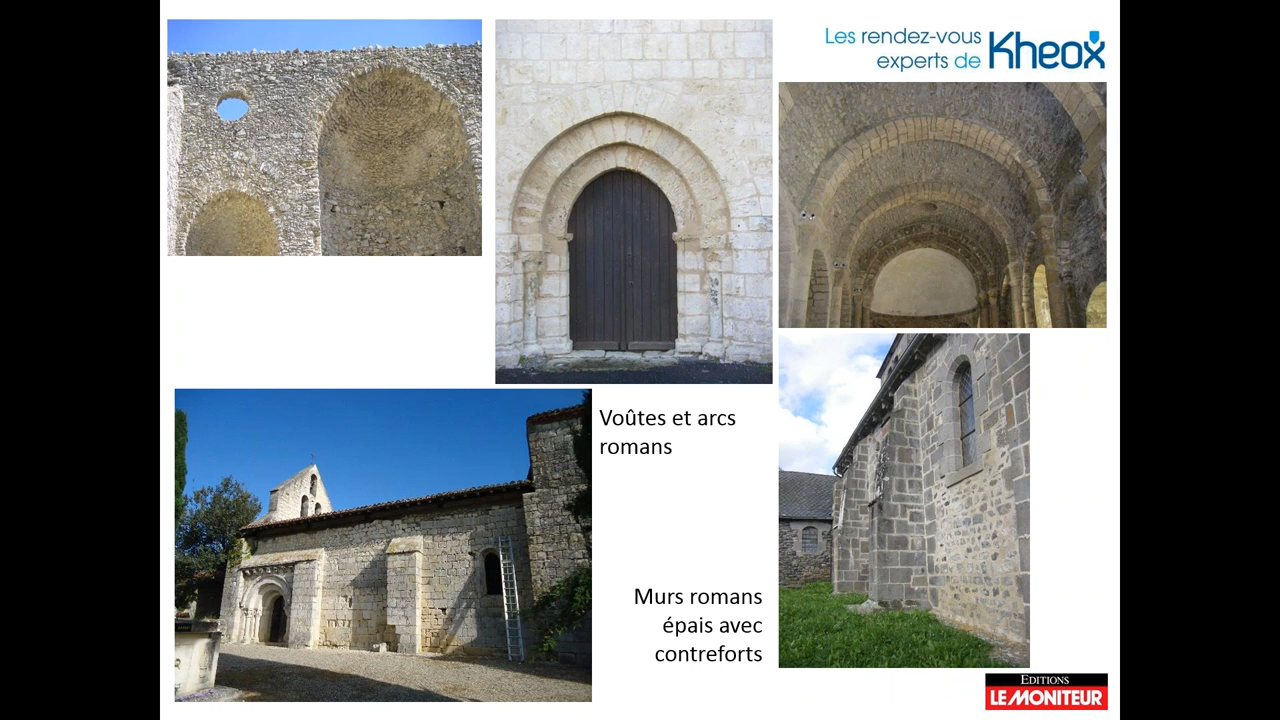 Les rendez-vous
experts de Kheox
Voûtes et arcs
romans
Murs romans
épais avec
contreforts
EDITIONS
LE MONITEUR